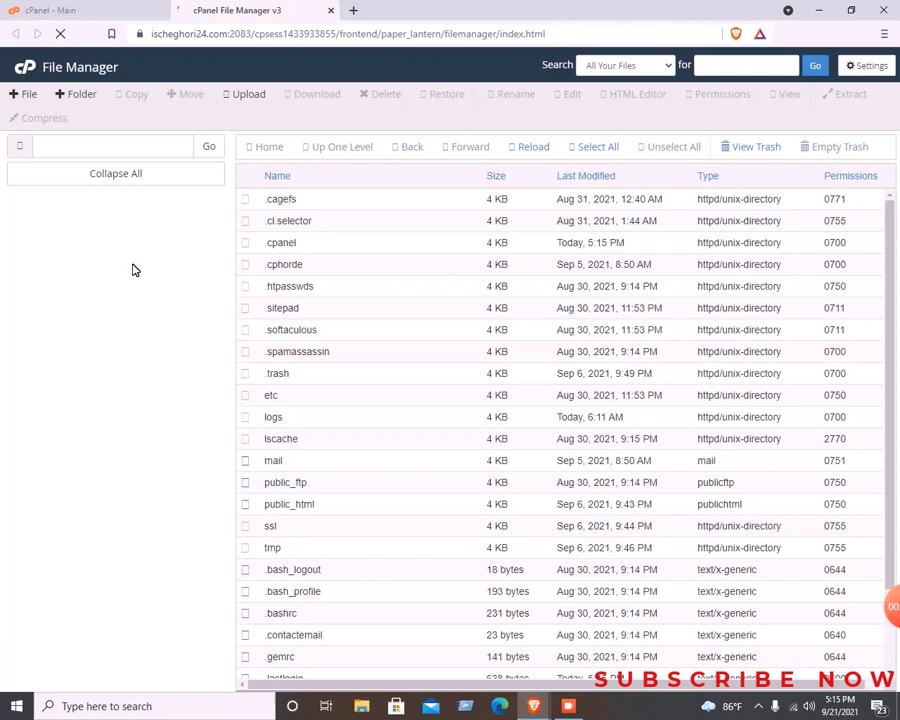 cPanel - Main
cPanel File Manager v3
ischeghori24.com:2083/cpsess1433933855/frontend/paper_lantern/filemanager/index.html
cP File Manager
Search All Your Files for Go Settings
File Folder Copy Move Upload Download Delete Restore Rename Edit HTML Editor Permissions View Extract
Compress
Go Home Up One Level Back Forward Reload Select All Unselect All View Trash Empty Trash
Collapse All
Name Size Last Modified Type Permissions
.cagefs 4 KB Aug 31, 2021, 12:40 AM httpd/unix-directory 0771
.cl.selector 4 KB Aug 31, 2021, 1:44 AM httpd/unix-directory 0755
.cpanel 4 KB Today, 5:15 PM httpd/unix-directory 0700
.cphorde 4 KB Sep 5, 2021, 8:50 AM httpd/unix-directory 0700
.htpasswds 4 KB Aug 30, 2021, 9:14 PM httpd/unix-directory 0750
.sitepad 4 KB Aug 30, 2021, 11:53 PM httpd/unix-directory 0711
.softaculous 4 KB Aug 30, 2021, 11:53 PM httpd/unix-directory 0711
.spamassassin 4 KB Aug 30, 2021, 9:14 PM httpd/unix-directory 0700
.trash 4 KB Sep 6, 2021, 9:49 PM httpd/unix-directory 0700
etc 4 KB Aug 30, 2021, 11:53 PM httpd/unix-directory 0750
logs 4 KB Today, 6:11 AM httpd/unix-directory 0700
lscache 4 KB Aug 30, 2021, 9:15 PM httpd/unix-directory 2770
mail 4 KB Sep 5, 2021, 8:50 AM mail 0751
public_ftp 4 KB Aug 30, 2021, 9:14 PM publicftp 0750
public_html 4 KB Sep 6, 2021, 9:43 PM publichtml 0750
ssl 4 KB Sep 6, 2021, 9:44 PM httpd/unix-directory 0755
tmp 4 KB Sep 6, 2021, 9:46 PM httpd/unix-directory 0755
.bash_logout 18 bytes Aug 30, 2021, 9:14 PM text/x-generic 0644
.bash_profile 193 bytes Aug 30, 2021, 9:14 PM text/x-generic 0644
.bashrc 231 bytes Aug 30, 2021, 9:14 PM text/x-generic 0644
.contactemail 23 bytes Aug 30, 2021, 9:14 PM text/x-generic 0640
.gemrc 141 bytes Aug 30, 2021, 9:14 PM text/x-generic 0644
SUBSCRIBE NOW
Type here to search
86°F
5:15 PM
9/21/2021
23